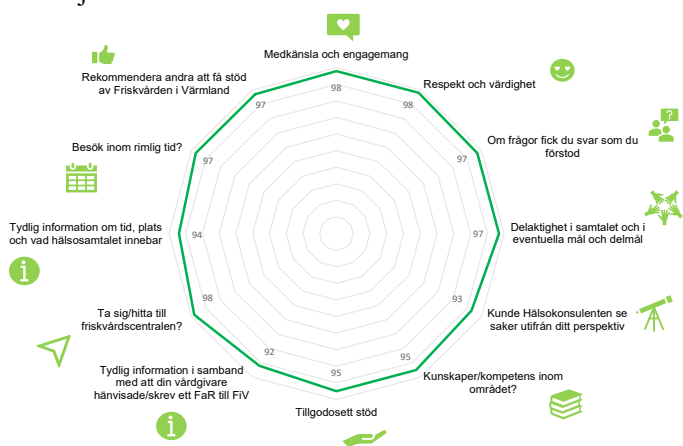 Medkänsla och engagemang
98
Respekt och värdighet
98
Om frågor fick du svar som du
förstod
97
Delaktighet i samtalet och i
eventuella mål och delmål
97
Kunde Hälsokonsulenten se
saker utifrån ditt perspektiv
93
Kunskaper/kompetens inom
området?
95
Tillgodosett stöd
95
Tydlig information i samband
med att din vårdgivare
hänvisade/skrev ett FaR till FiV
92
Ta sig/hitta till
friskvårdscentralen?
98
Tydlig information om tid, plats
och vad hälsosamtalet innebar
94
Besök inom rimlig tid?
97
Rekommendera andra att få stöd
av Friskvården i Värmland
97